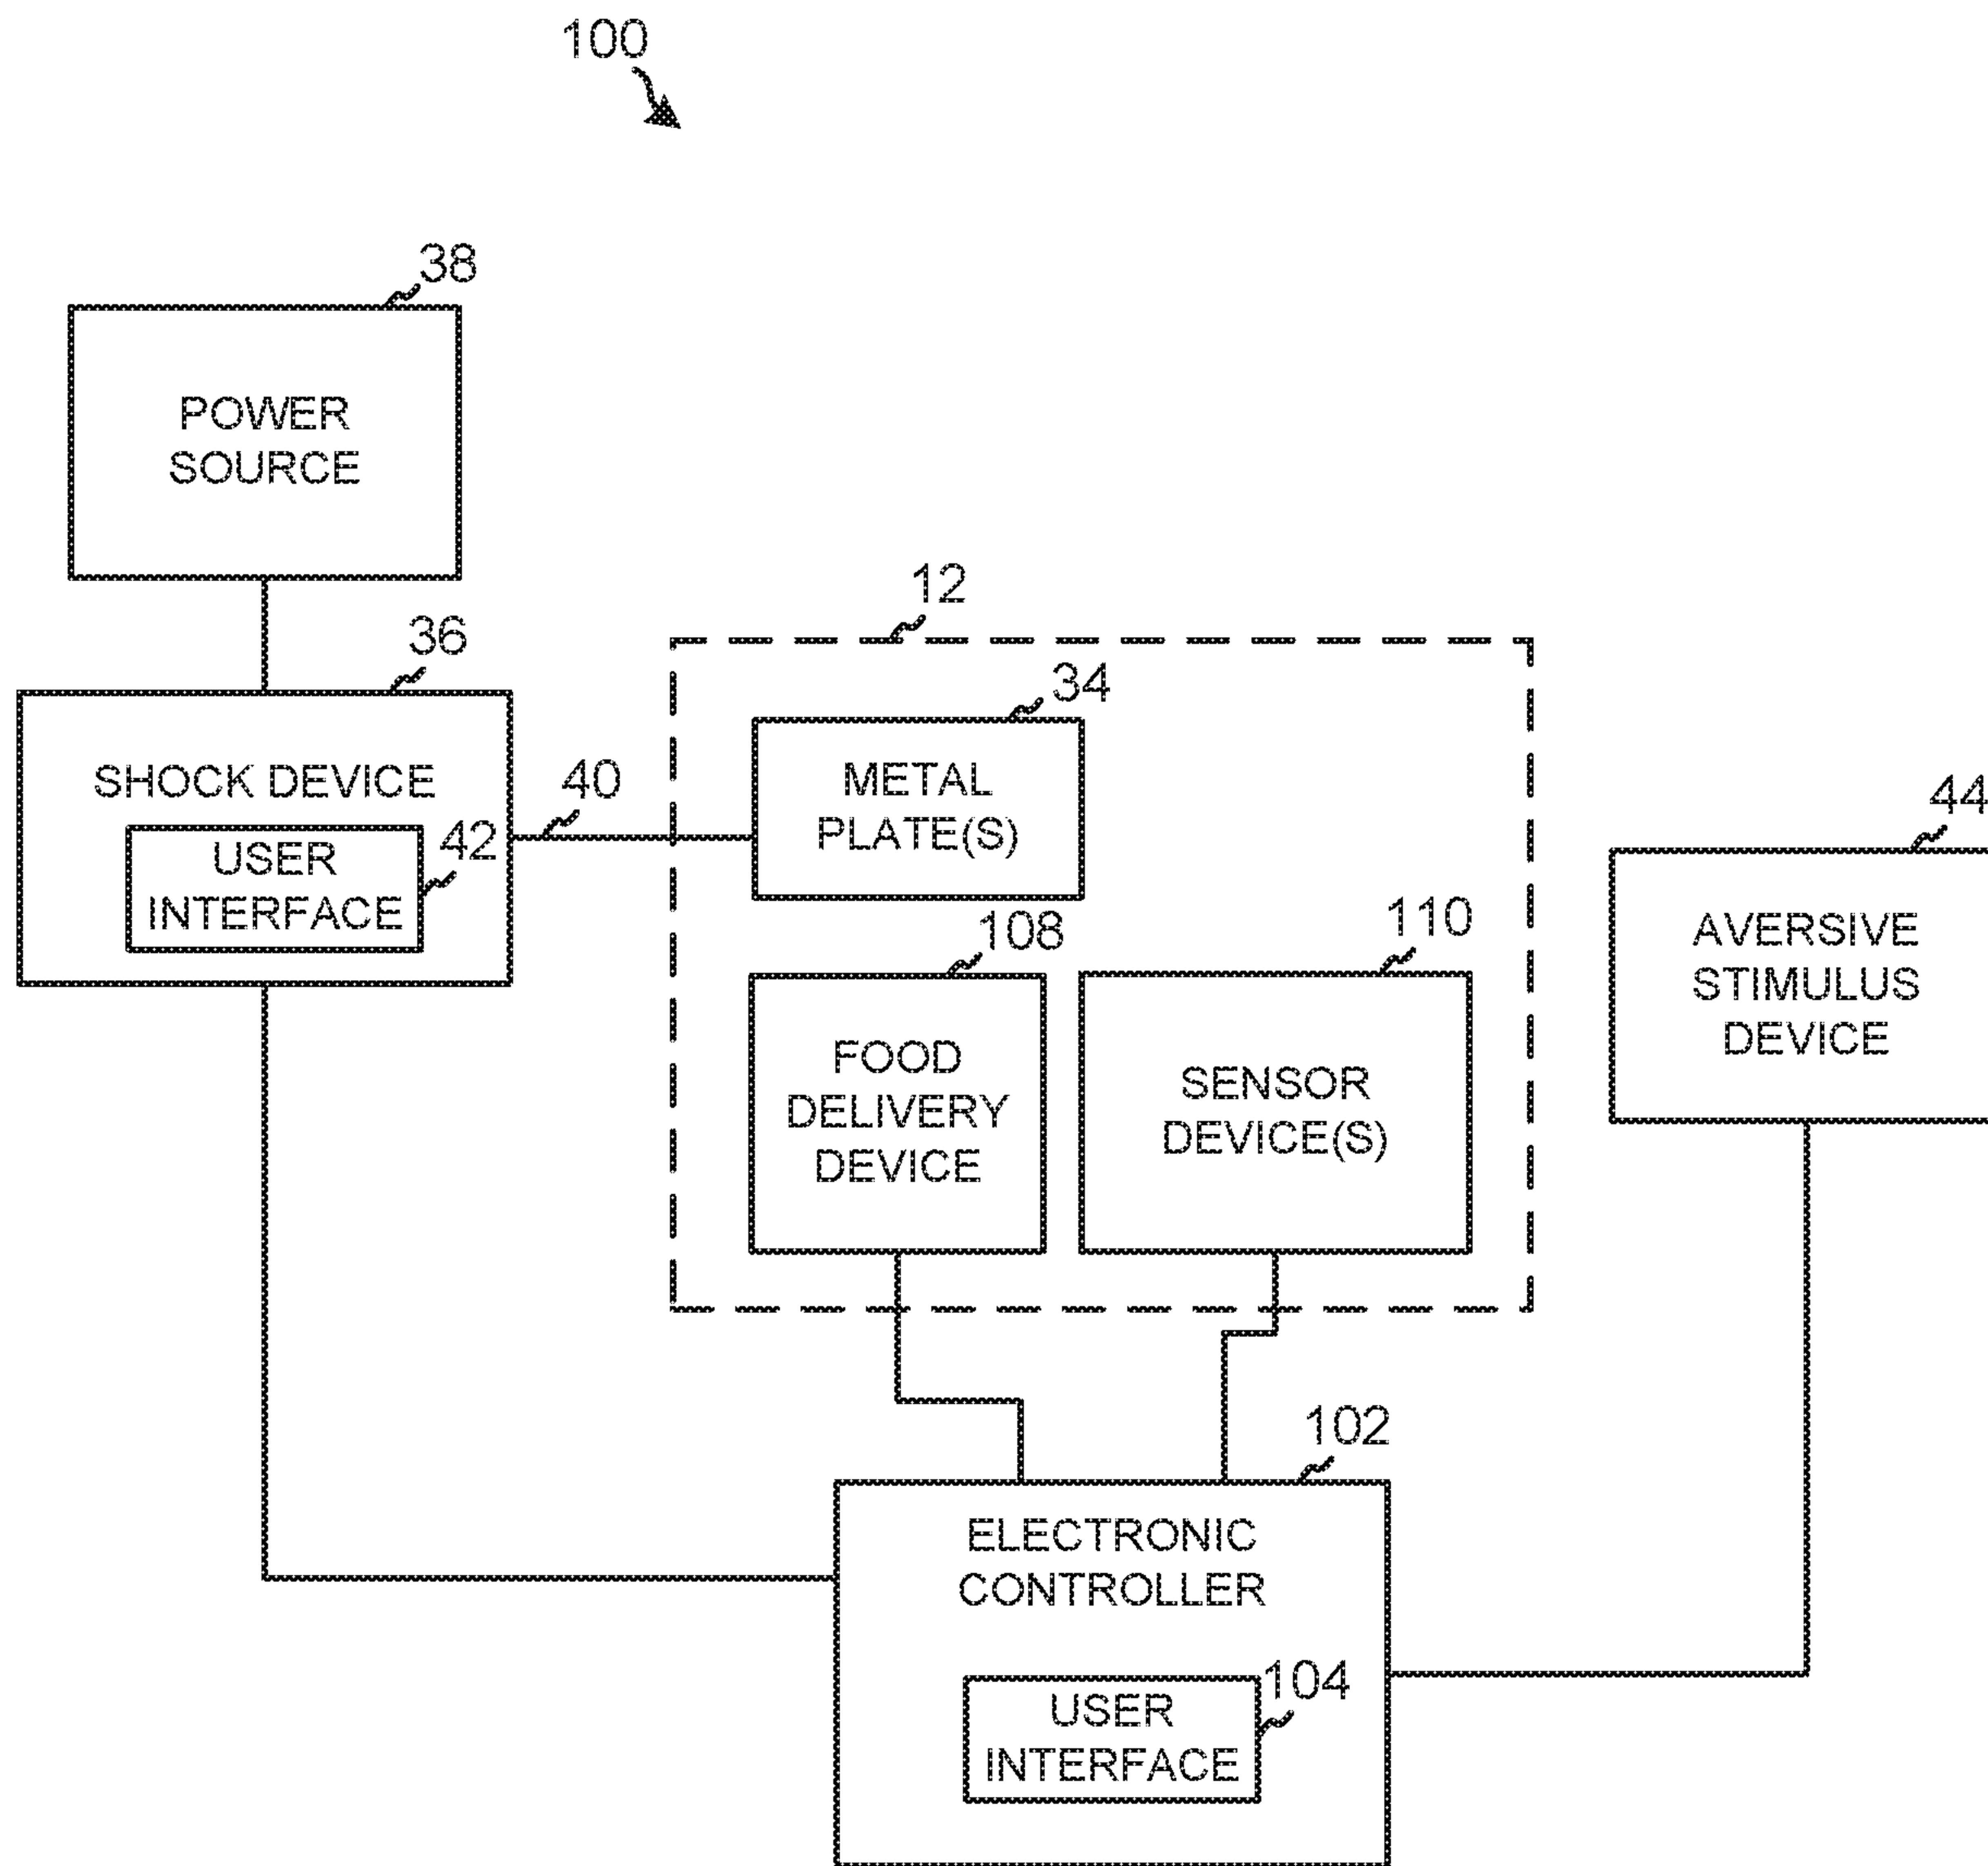 100
38
POWER
SOURCE
12
36
34
SHOCK DEVICE
40
METAL
PLATE(S)
44
USER
INTERFACE
42
108
110
AVERSIVE
STIMULUS
DEVICE
FOOD
DELIVERY
DEVICE
SENSOR
DEVICE(S)
102
ELECTRONIC
CONTROLLER
104
USER
INTERFACE